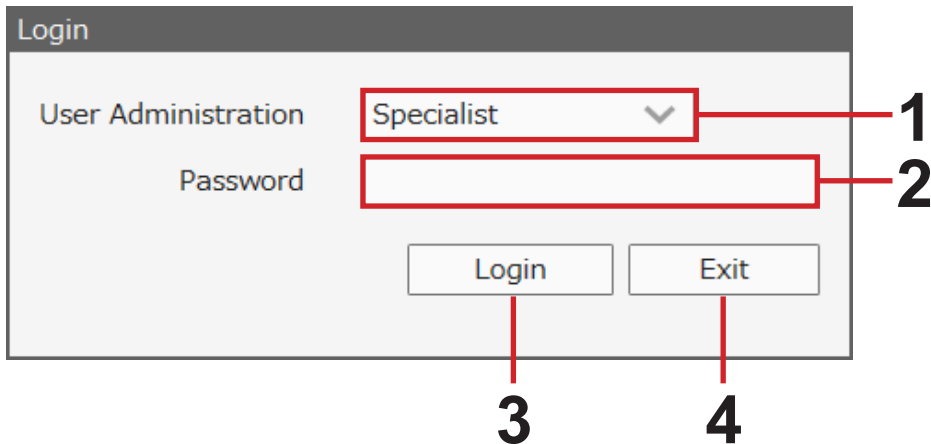 Login
User Administration Specialist 1
Password 2
Login Exit
3 4